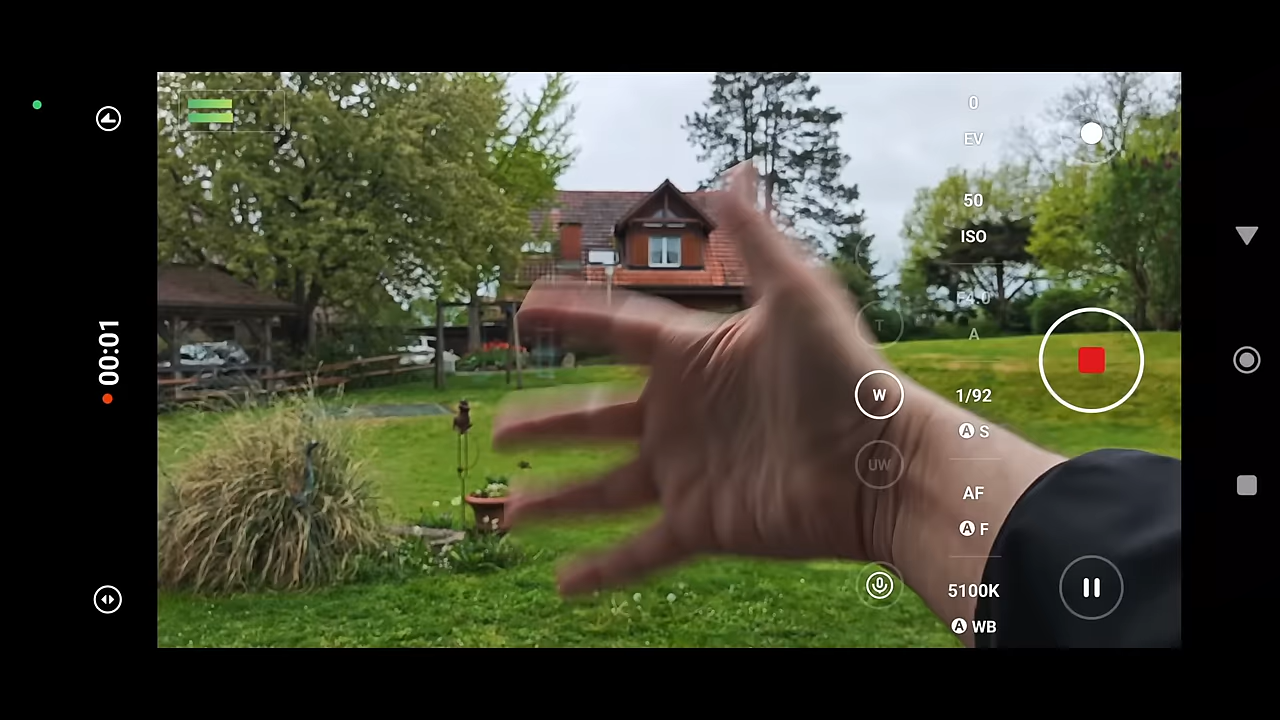 00:01
0
EV
50
ISO
F4.0
A
T
W
UW
1/92
A S
AF
A F
5100K
A WB